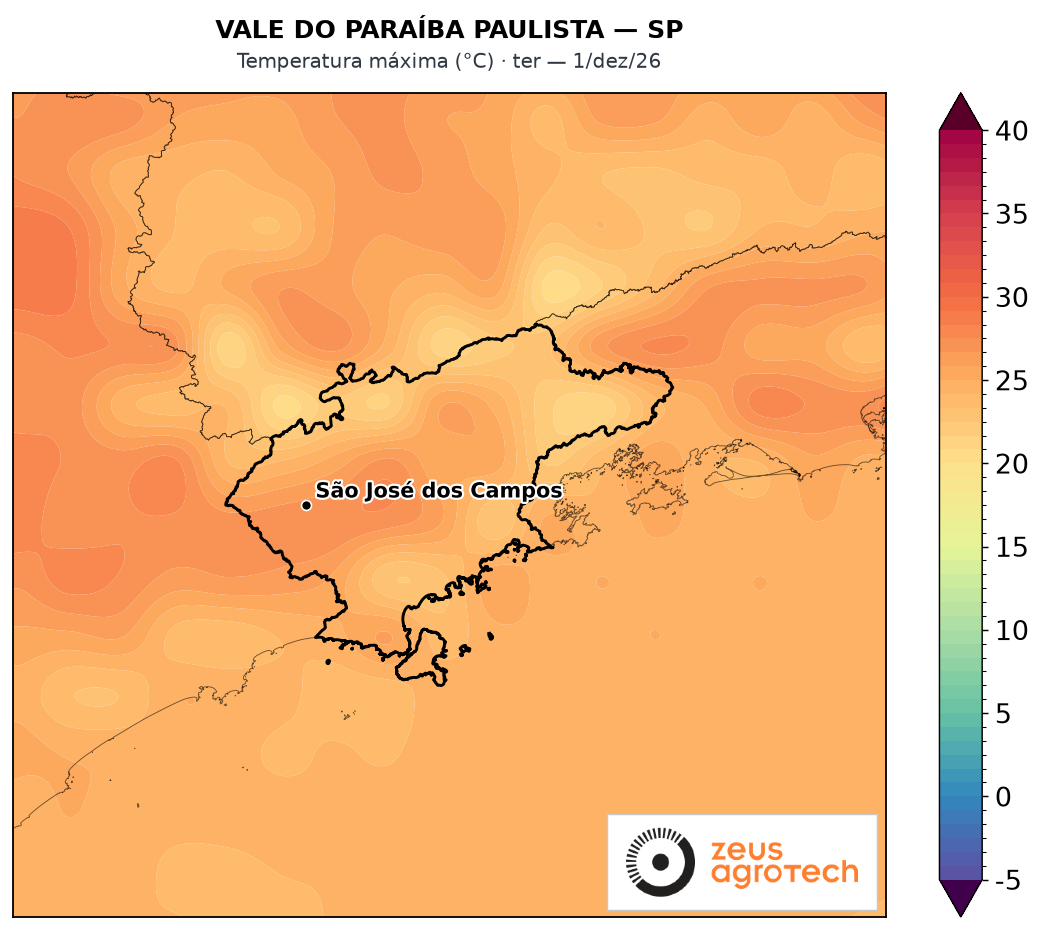 VALE DO PARAÍBA PAULISTA — SP
Temperatura máxima (°C) · ter — 1/dez/26
40
35
30
25
20
15
10
5
0
-5
São José dos Campos
zeus
agrotech